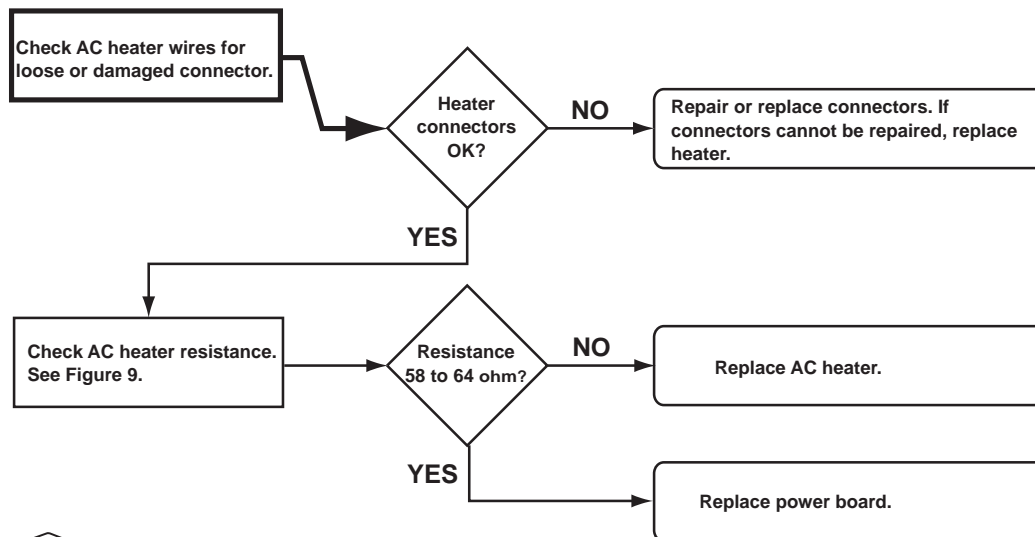 Check AC heater wires for
loose or damaged connector.
Heater
connectors
OK?
NO
Repair or replace connectors. If
connectors cannot be repaired, replace
heater.
YES
Check AC heater resistance.
See Figure 9.
Resistance
58 to 64 ohm?
NO
Replace AC heater.
YES
Replace power board.